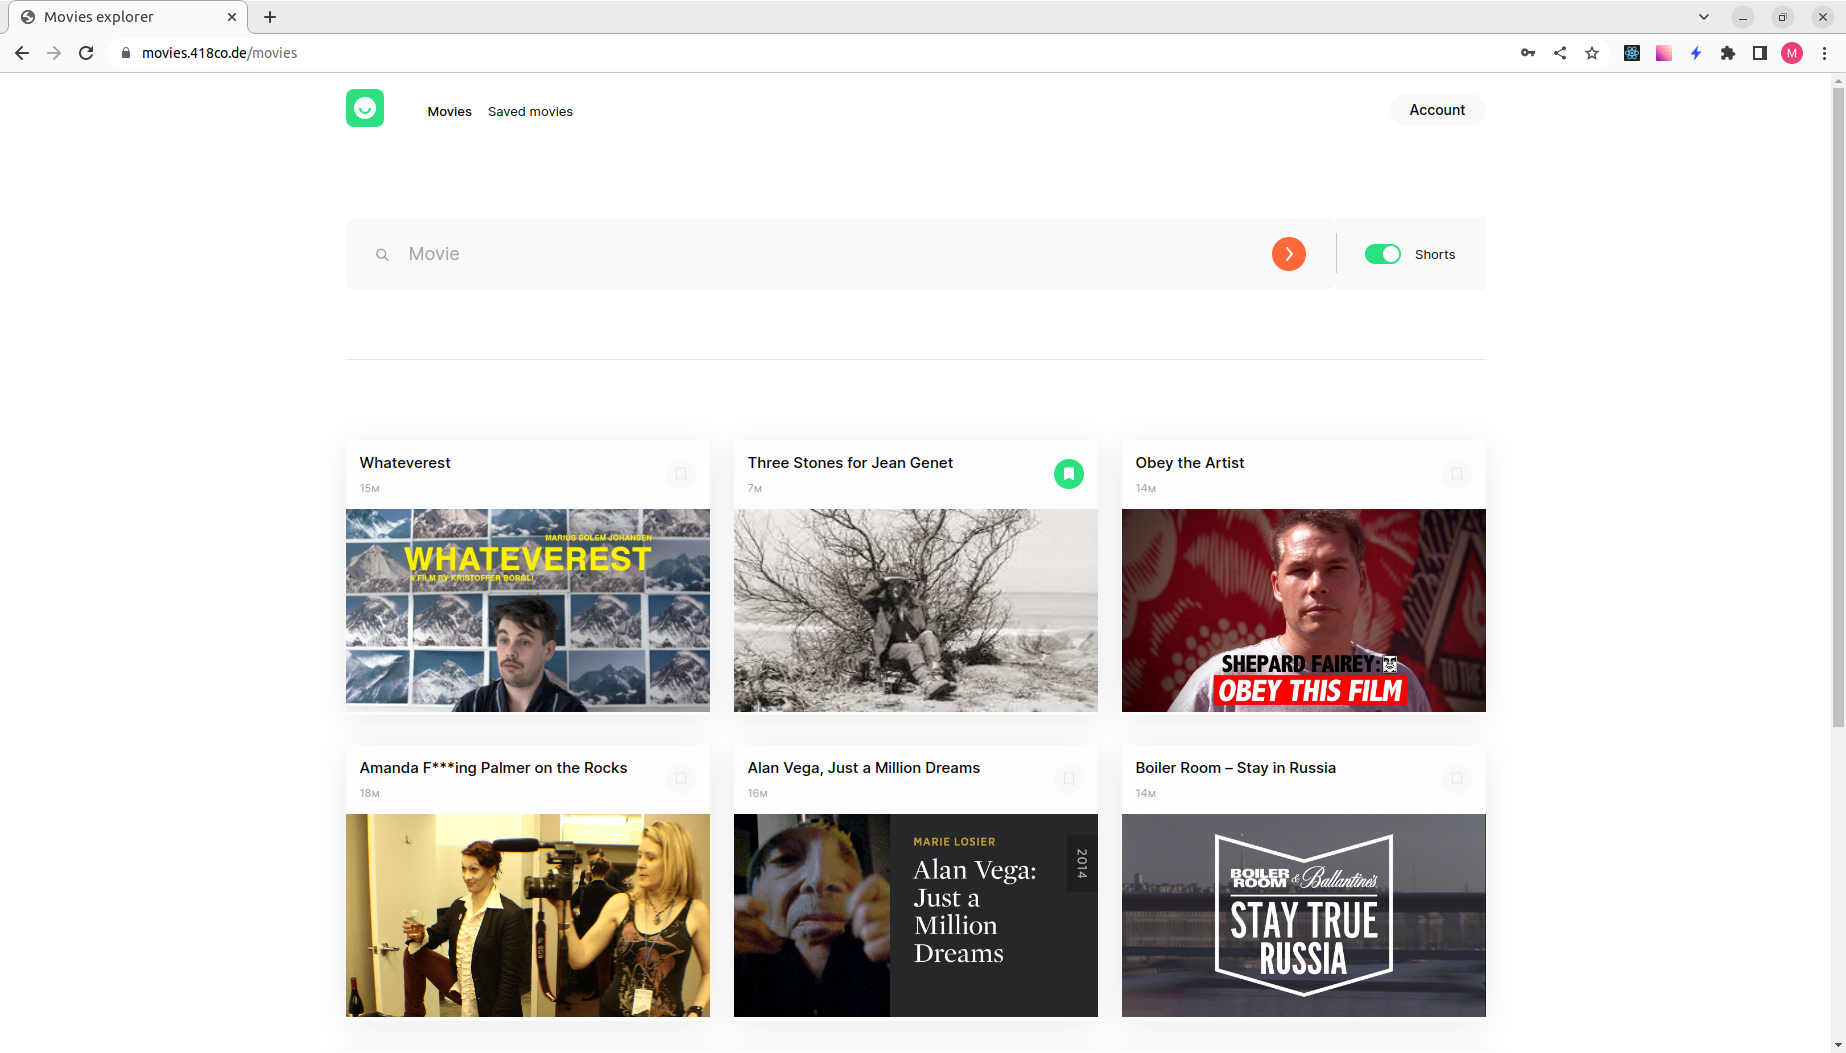 Movies explorer
movies.418co.de/movies
M
Movies Saved movies
Account
Movie
Shorts
Whateverest
15м
Three Stones for Jean Genet
7м
Obey the Artist
14м
MARIUS SOLEM JOHANSEN
WHATEVEREST
A FILM BY KRISTOFFER BORGLI
SHEPARD FAIREY:
OBEY THIS FILM
Amanda F***ing Palmer on the Rocks
18м
Alan Vega, Just a Million Dreams
16м
Boiler Room – Stay in Russia
14м
MARIE LOSIER
2014
Alan Vega:
Just a
Million
Dreams
BOILER
ROOM & Ballantine's
STAY TRUE
RUSSIA